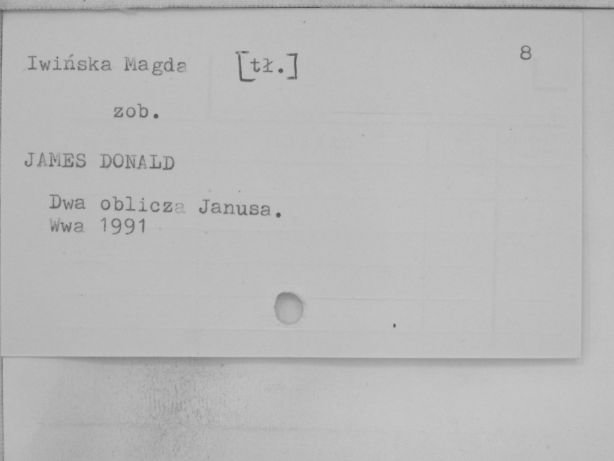 8
Iwińska Magda [tł.]
zob.
JAMES DONALD
Dwa oblicza Janusa.
Wwa 1991